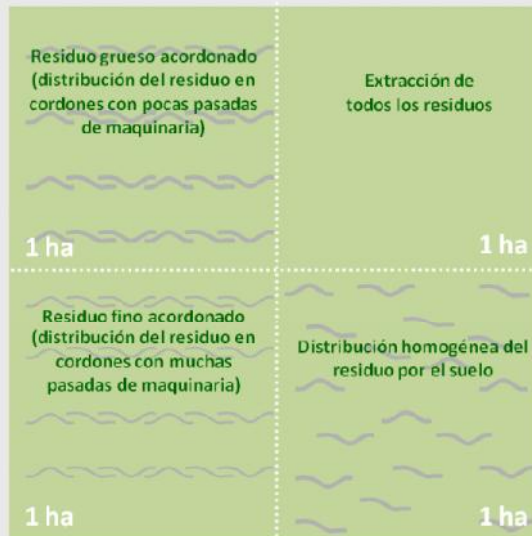 Residuo grueso acordonado
(distribución del residuo en
cordones con pocas pasadas
de maquinaria)
1 ha
Extracción de
todos los residuos
1 ha
Residuo fino acordonado
(distribución del residuo en
cordones con muchas
pasadas de maquinaria)
1 ha
Distribución homogénea del
residuo por el suelo
1 ha